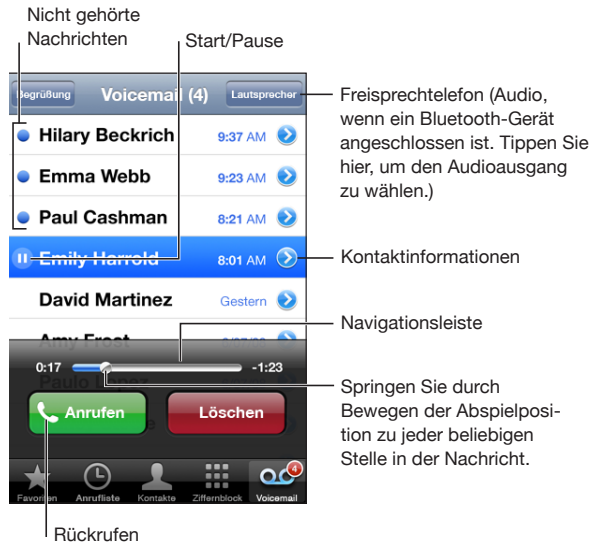 Nicht gehörte
Nachrichten
Start/Pause
Begrüßung
Voicemail (4)
Lautsprecher
Freisprechtelefon (Audio,
wenn ein Bluetooth-Gerät
angeschlossen ist. Tippen Sie
hier, um den Audioausgang
zu wählen.)
Hilary Beckrich
9:37 AM
Emma Webb
9:23 AM
Paul Cashman
8:21 AM
Emily Harrold
8:01 AM
Kontaktinformationen
David Martinez
Gestern
Navigationsleiste
Amy Frost
0:17
-1:23
Paulo Lopez
Springen Sie durch
Bewegen der Abspielposi-
tion zu jeder beliebigen
Stelle in der Nachricht.
Anrufen
Löschen
4
Favoriten
Anrufliste
Kontakte
Ziffernblock
Voicemail
Rückrufen